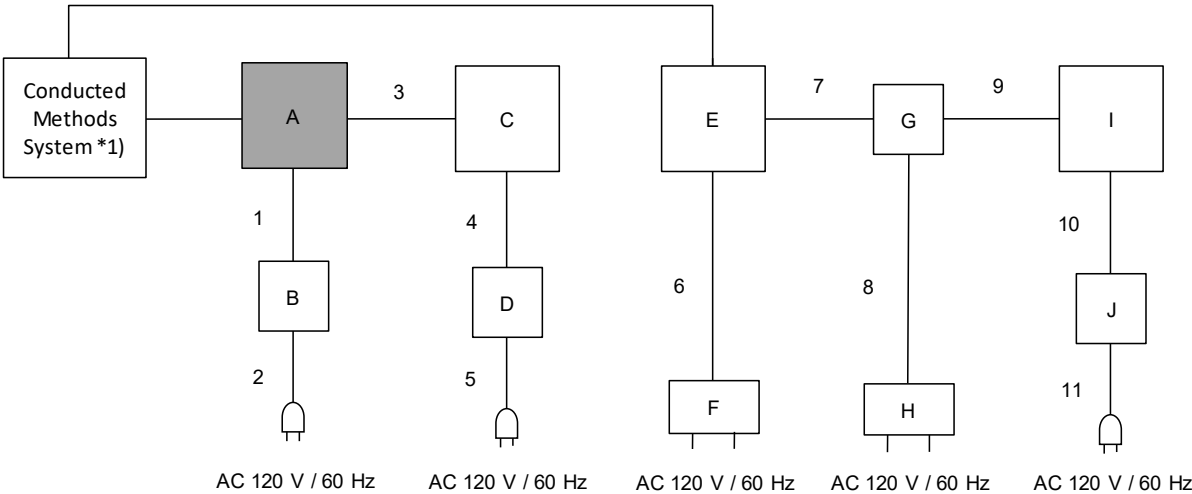 Conducted
Methods
System *1)
A
3
C
E
7
G
9
I
1
4
6
8
10
B
D
J
2
5
F
H
11
AC 120 V / 60 Hz
AC 120 V / 60 Hz
AC 120 V / 60 Hz
AC 120 V / 60 Hz
AC 120 V / 60 Hz